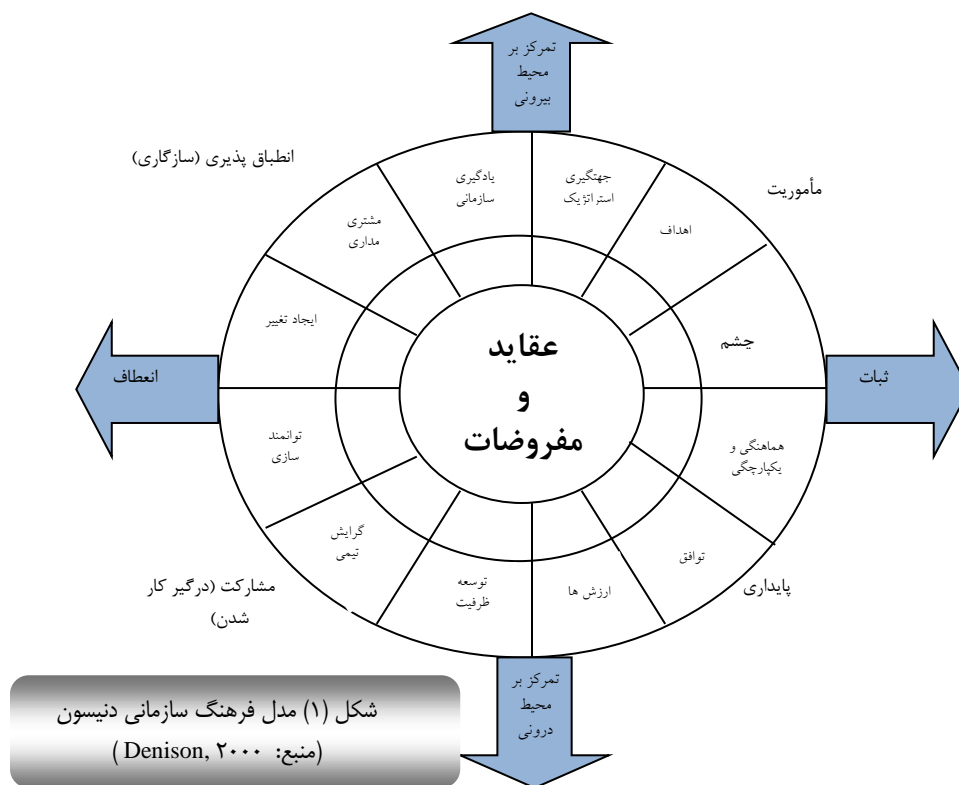 تمرکز بر
محیط
بیرونی
انطباق پذیری (سازگاری)
مأموریت
یادگیری
سازمانی
جهتگیری
استراتژیک
مشتری
مداری
اهداف
ایجاد تغییر
چشم
عقاید
و
مفروضات
انعطاف
ثبات
توانمند
سازی
هماهنگی و
یکپارچگی
گرایش
تیمی
توافق
توسعه
ظرفیت
ارزش ها
مشارکت (درگیر کار
شدن)
پایداری
تمرکز بر
محیط
درونی
شکل (۱) مدل فرهنگ سازمانی دنیسون
(منبع: Denison, ۲۰۰۰)